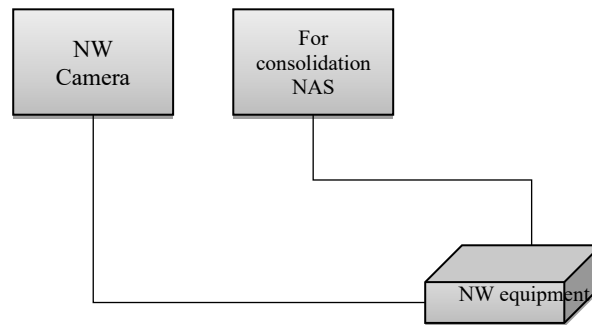 NW
Camera
For
consolidation
NAS
NW equipment